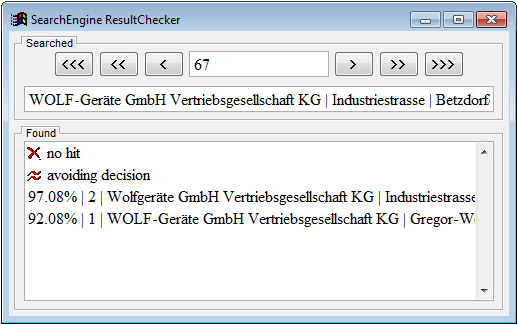 SearchEngine ResultChecker
Searched
<<< << < 67 > >> >>>
WOLF-Geräte GmbH Vertriebsgesellschaft KG | Industriestrasse | Betzdorf
Found
no hit
avoiding decision
97.08% | 2 | Wolfgeräte GmbH Vertriebsgesellschaft KG | Industriestrasse
92.08% | 1 | WOLF-Geräte GmbH Vertriebsgesellschaft KG | Gregor-W